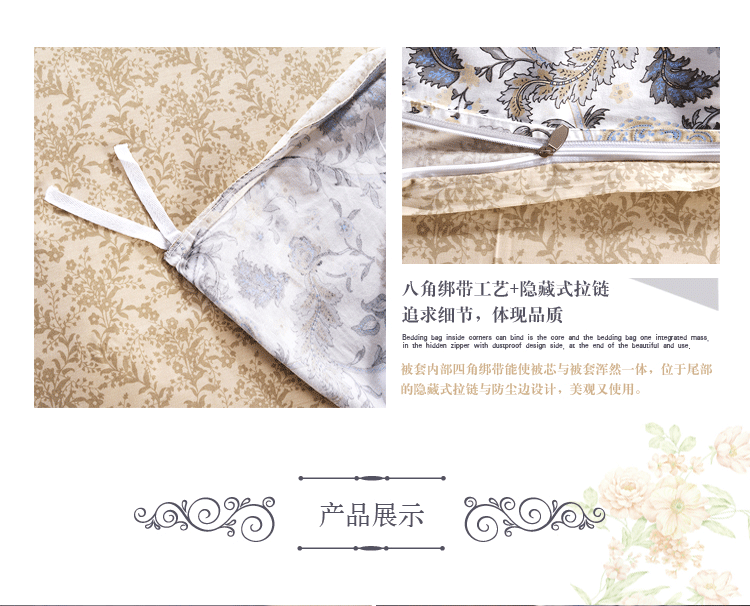 八角绑带工艺+隐藏式拉链
追求细节，体现品质
Bedding bag inside corners can bind is the core and the bedding bag one integrated mass,
in the hidden zipper with dustproof design side, as the end of the beautiful and use.
被套内部四角绑带能使被芯与被套浑然一体，位于尾部
的隐藏式拉链与防尘边设计，美观又使用。
产品展示